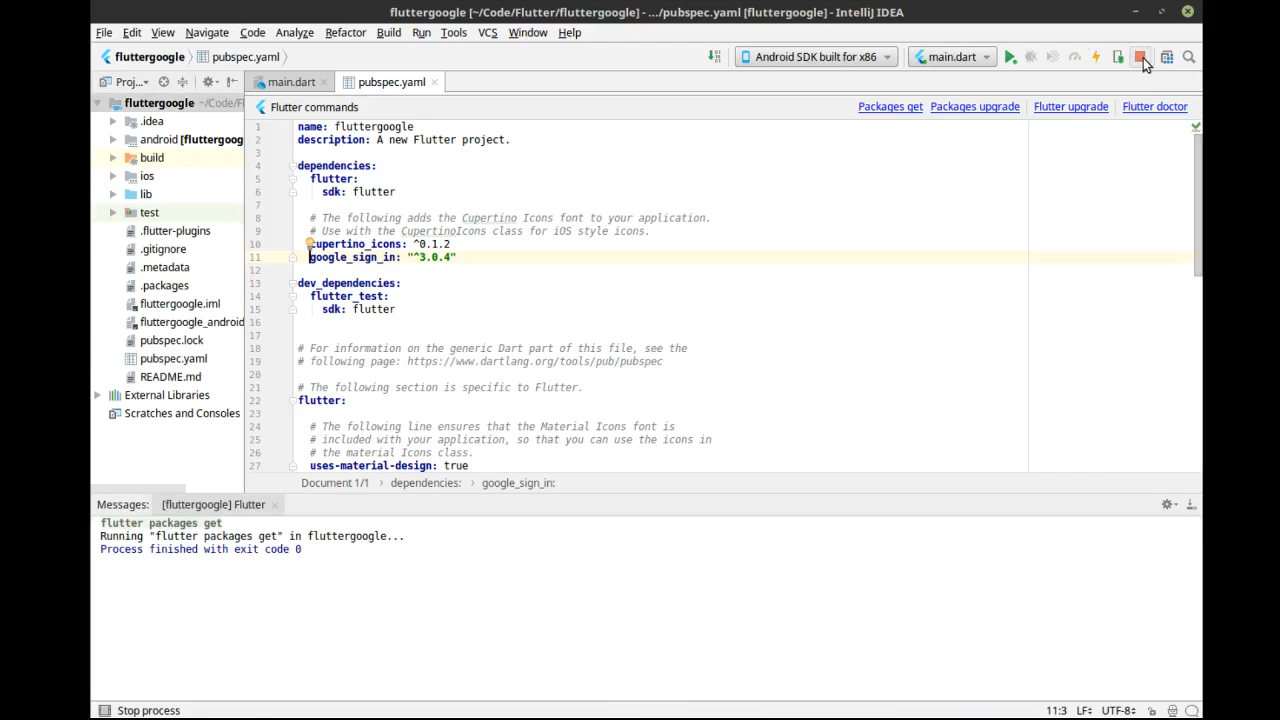 fluttergoogle [~/Code/Flutter/fluttergoogle] - .../pubspec.yaml [fluttergoogle] - IntelliJ IDEA
File Edit View Navigate Code Analyze Refactor Build Run Tools VCS Window Help
fluttergoogle pubspec.yaml Android SDK built for x86 main.dart
Proj... main.dart pubspec.yaml
Flutter commands Packages get Packages upgrade Flutter upgrade Flutter doctor
fluttergoogle ~/Code/Fl
.idea
android [fluttergoog
build
ios
lib
test
.flutter-plugins
.gitignore
.metadata
.packages
fluttergoogle.iml
fluttergoogle_android
pubspec.lock
pubspec.yaml
README.md
External Libraries
Scratches and Consoles
1 name: fluttergoogle
2 description: A new Flutter project.
3
4 dependencies:
5 flutter:
6 sdk: flutter
7
8 # The following adds the Cupertino Icons font to your application.
9 # Use with the CupertinoIcons class for iOS style icons.
10 cupertino_icons: ^0.1.2
11 google_sign_in: "^3.0.4"
12
13 dev_dependencies:
14 flutter_test:
15 sdk: flutter
16
17
18 # For information on the generic Dart part of this file, see the
19 # following page: https://www.dartlang.org/tools/pub/pubspec
20
21 # The following section is specific to Flutter.
22 flutter:
23
24 # The following line ensures that the Material Icons font is
25 # included with your application, so that you can use the icons in
26 # the material Icons class.
27 uses-material-design: true
Document 1/1 › dependencies: › google_sign_in:
Messages: [fluttergoogle] Flutter
flutter packages get
Running "flutter packages get" in fluttergoogle...
Process finished with exit code 0
Stop process 11:3 LF UTF-8